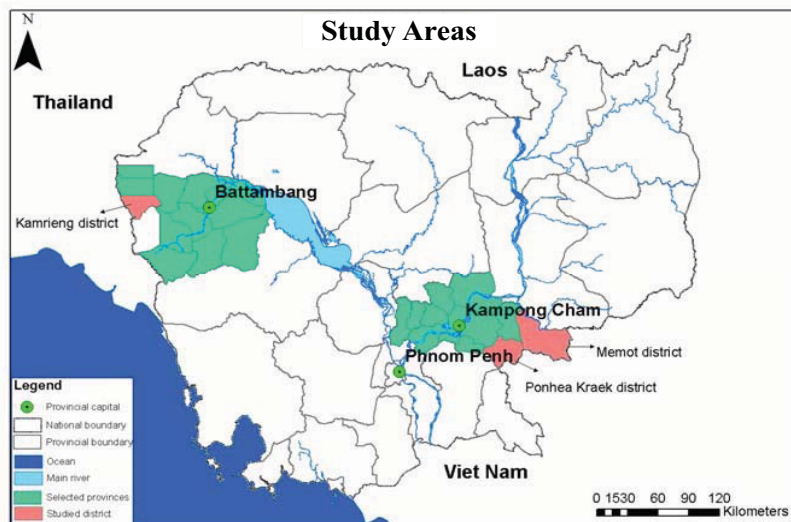 Study Areas
N
Laos
Thailand
Battambang
Kamrieng district
Kampong Cham
Memot district
Phnom Penh
Ponhea Kraek district
Legend
Provincial capital
National boundary
Provincial boundary
Ocean
Main river
Selected provinces
Studied district
Viet Nam
0 1530 60 90 120
Kilometers